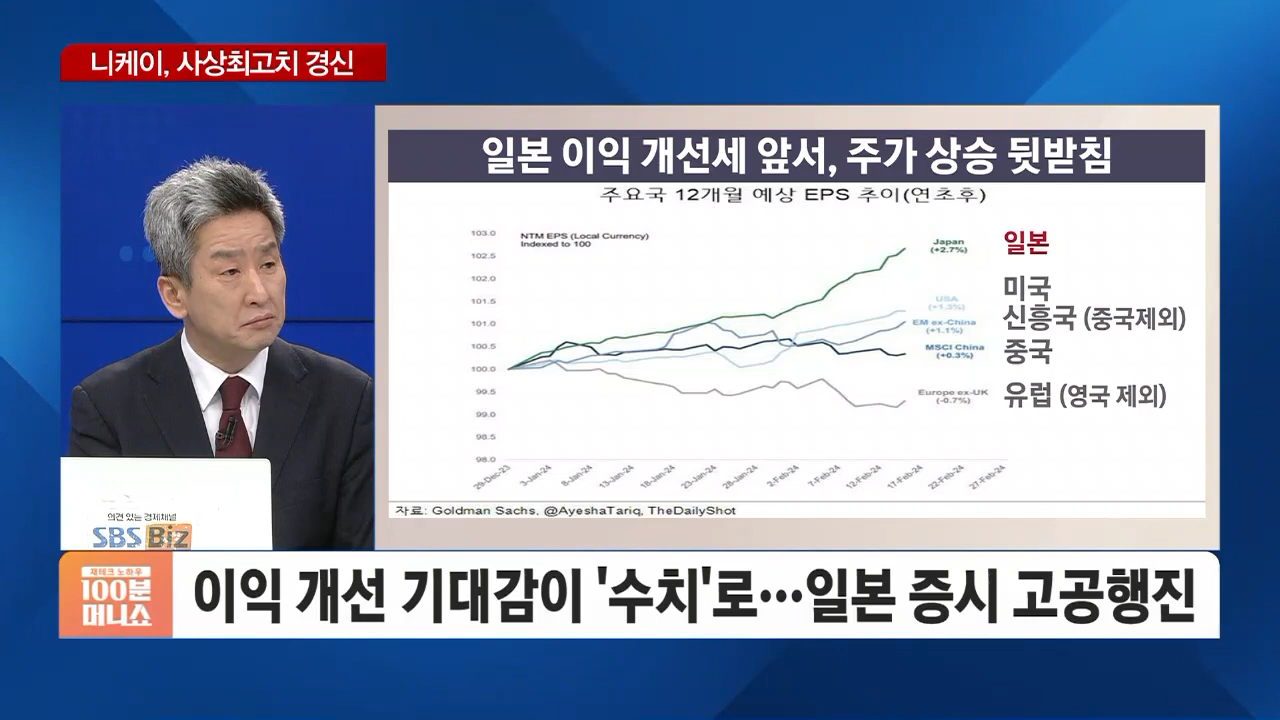 니케이, 사상최고치 경신
일본 이익 개선세 앞서, 주가 상승 뒷받침
주요국 12개월 예상 EPS 추이(연초후)
NTM EPS (Local Currency)
Indexed to 100
103.0
102.5
102.0
101.5
101.0
100.5
100.0
99.5
99.0
98.5
98.0
Japan
(+2.7%)
USA
(+1.3%)
EM ex-China
(+1.1%)
MSCI China
(+0.3%)
Europe ex-UK
(-0.7%)
일본
미국
신흥국 (중국제외)
중국
유럽 (영국 제외)
29-Dec-23
3-Jan-24
8-Jan-24
13-Jan-24
18-Jan-24
23-Jan-24
28-Jan-24
2-Feb-24
7-Feb-24
12-Feb-24
17-Feb-24
22-Feb-24
27-Feb-24
자료: Goldman Sachs, @AyeshaTariq, TheDailyShot
의견 있는 경제채널
SBS Biz
재테크 노하우
100분
머니쇼
이익 개선 기대감이 '수치'로…일본 증시 고공행진